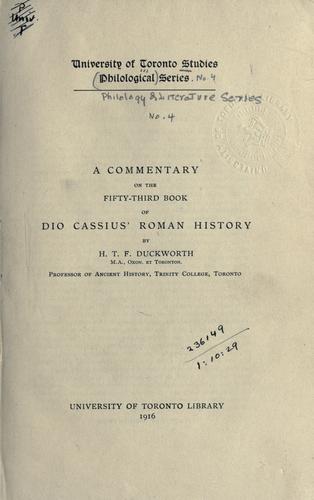 University of Toronto Studies
(Philological) Series. No. 4
Philology & Literature Series
No. 4
A COMMENTARY
ON THE
FIFTY-THIRD BOOK
OF
DIO CASSIUS' ROMAN HISTORY
BY
H. T. F. DUCKWORTH
M.A., OXON. ET TORONTON.
PROFESSOR OF ANCIENT HISTORY, TRINITY COLLEGE, TORONTO
236149
1:10:29
UNIVERSITY OF TORONTO LIBRARY
1916